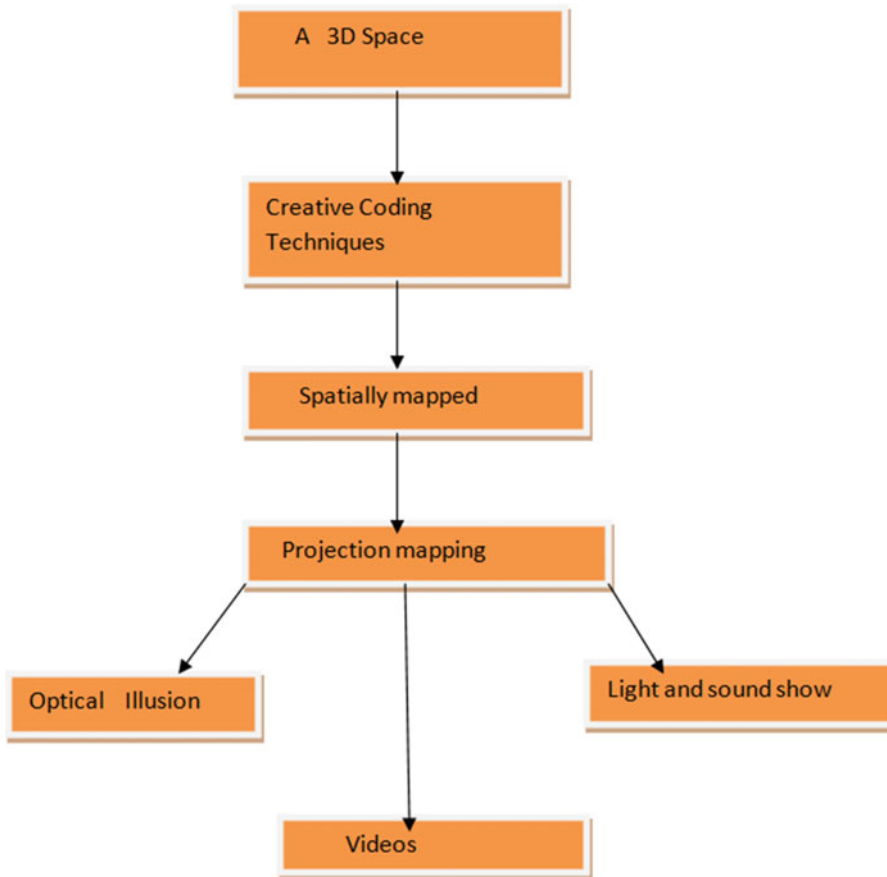 A 3D Space
Creative Coding
Techniques
Spatially mapped
Projection mapping
Optical Illusion
Light and sound show
Videos